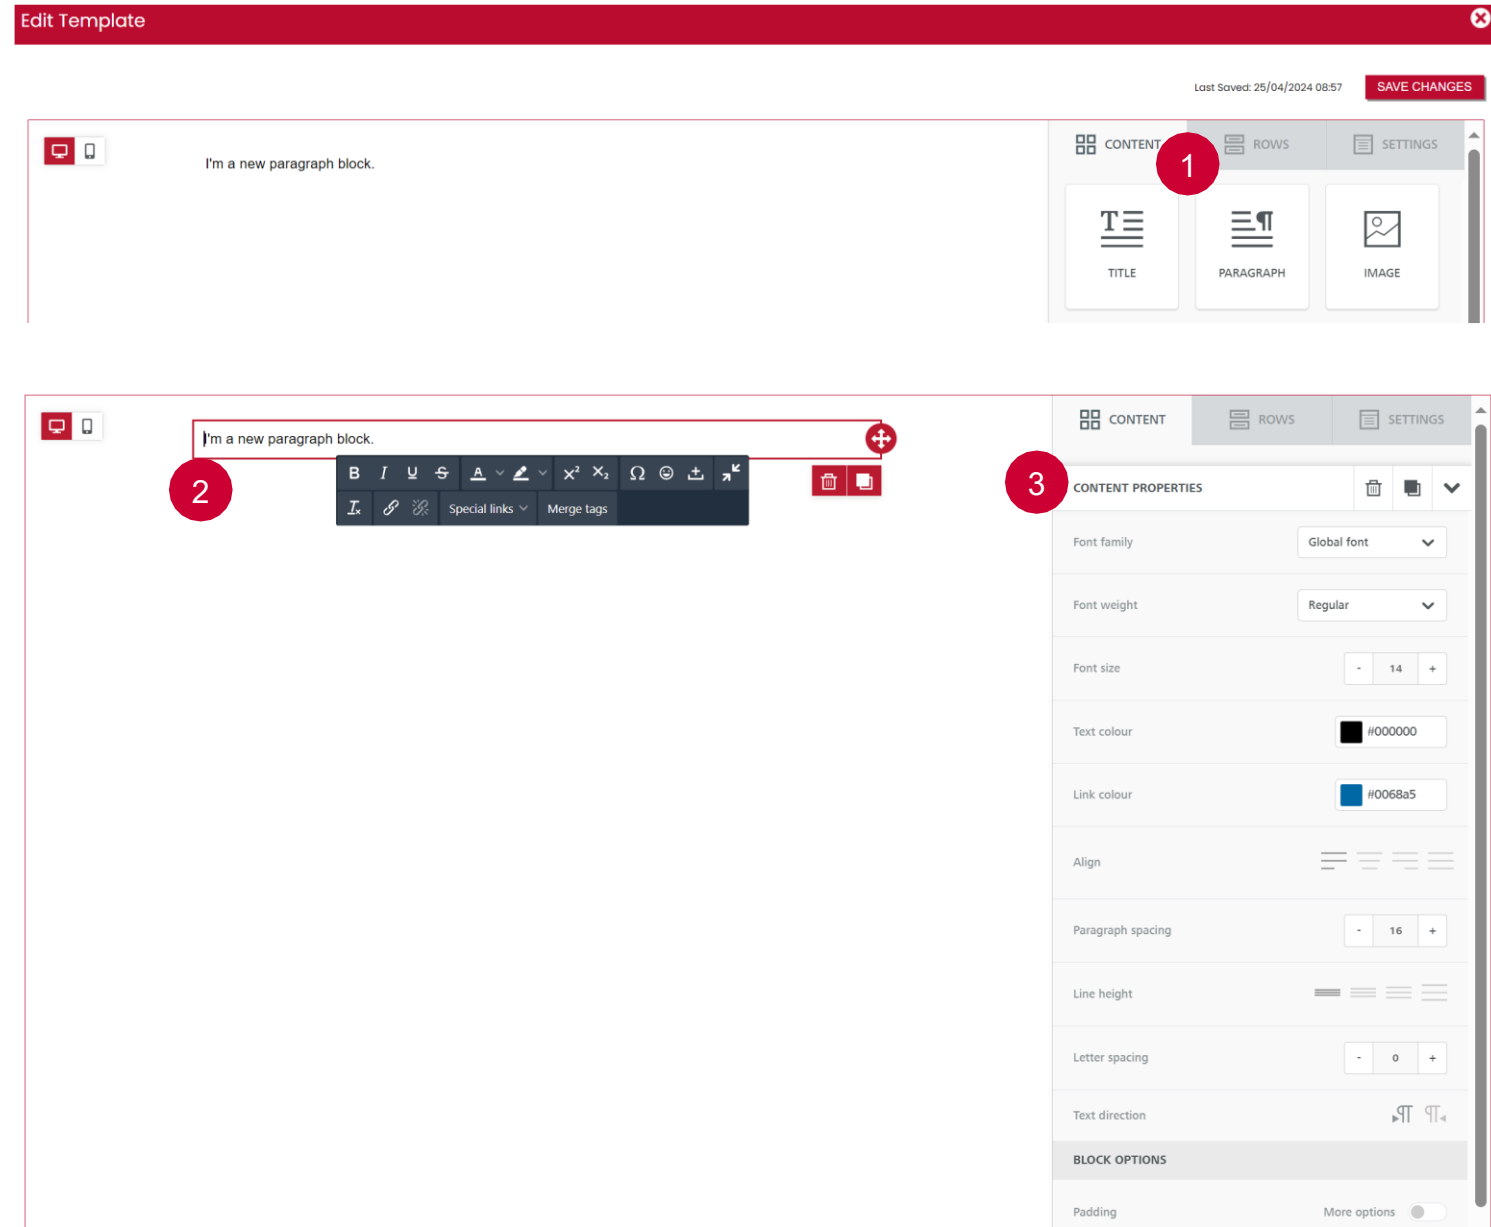 Edit Template
Last Saved: 25/04/2024 08:57
SAVE CHANGES
I'm a new paragraph block.
CONTENT
ROWS
SETTINGS
1
TITLE
PARAGRAPH
IMAGE
I'm a new paragraph block.
CONTENT
ROWS
SETTINGS
2
B I U S A X² X₂ Ω
Ix Special links Merge tags
3
CONTENT PROPERTIES
Font family
Global font
Font weight
Regular
Font size
- 14 +
Text colour
#000000
Link colour
#0068a5
Align
Paragraph spacing
- 16 +
Line height
Letter spacing
- 0 +
Text direction
BLOCK OPTIONS
Padding
More options